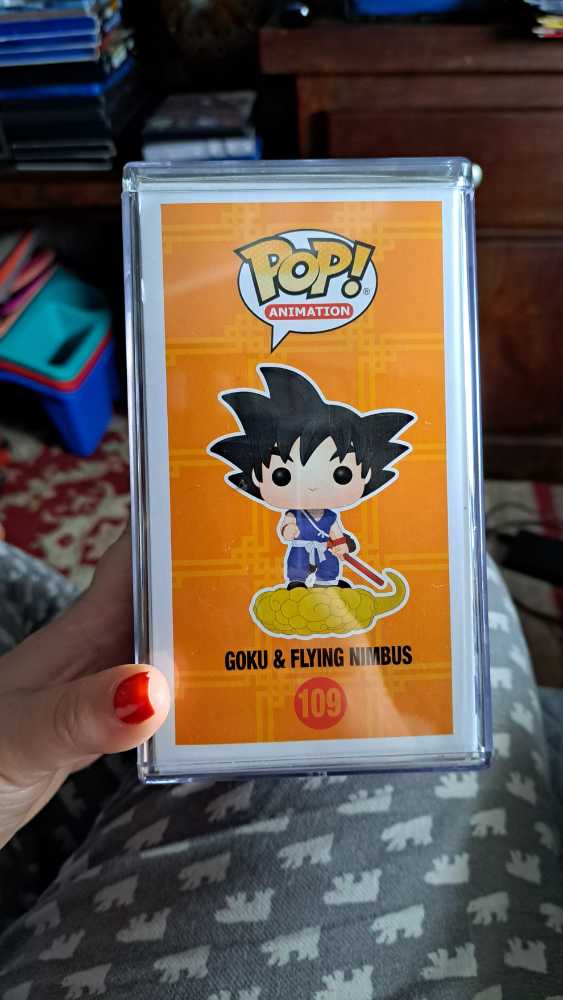 POP!
®
ANIMATION
GOKU & FLYING NIMBUS
109